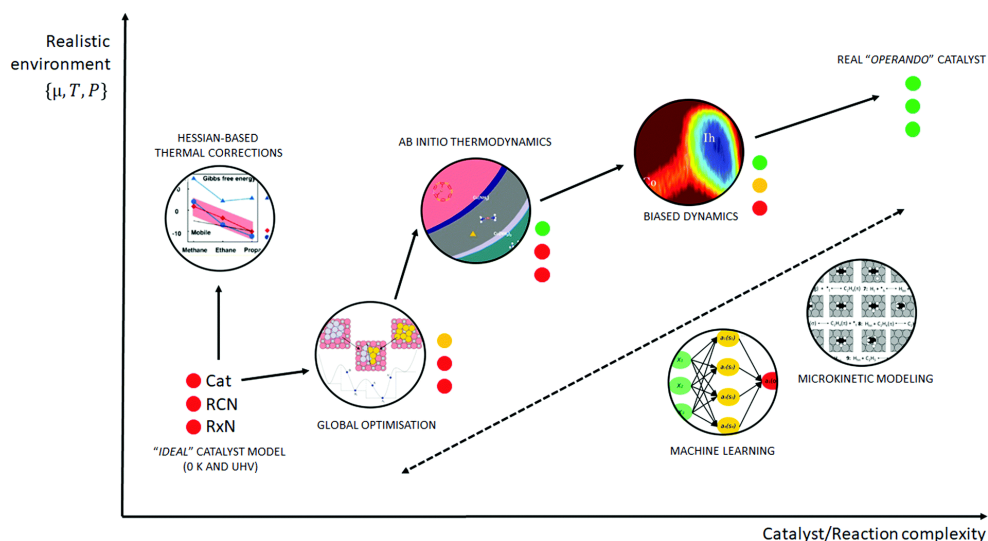 Realistic
environment
{μ, T, P}
REAL “OPERANDO” CATALYST
HESSIAN-BASED
THERMAL CORRECTIONS
AB INITIO THERMODYNAMICS
Gibbs free energy
0
-10
Mobile
Methane Ethane
Ih
Co
BIASED DYNAMICS
Cat
RCN
RxN
“IDEAL” CATALYST MODEL
(0 K AND UHV)
GLOBAL OPTIMISATION
MACHINE LEARNING
MICROKINETIC MODELING
Catalyst/Reaction complexity